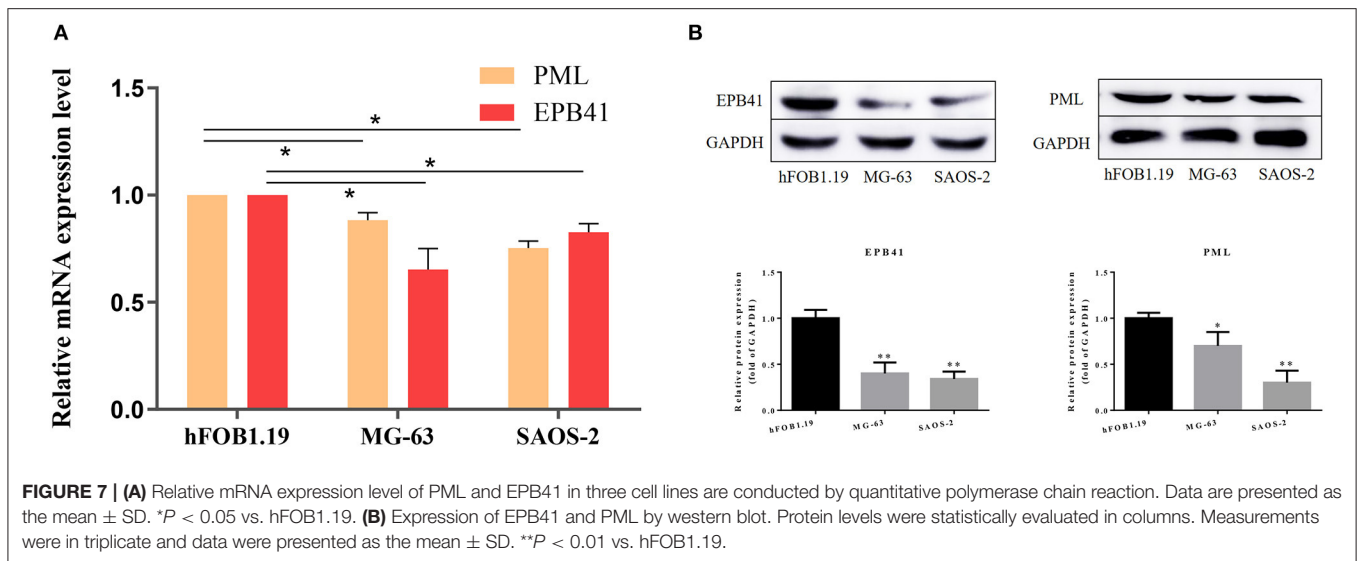 A
Relative mRNA expression level
1.5
1.0
0.5
0.0
PML
EPB41
*
*
*
*
hFOB1.19 MG-63 SAOS-2
B
EPB41
GAPDH
hFOB1.19 MG-63 SAOS-2
PML
GAPDH
hFOB1.19 MG-63 SAOS-2
EPB41
Relative protein expression
(fold of GAPDH)
1.5
1.0
0.5
0.0
**
**
hFOB1.19 MG-63 SAOS-2
PML
Relative protein expression
(fold of GAPDH)
1.5
1.0
0.5
0.0
*
**
hFOB1.19 MG-63 SAOS-2
FIGURE 7 | (A) Relative mRNA expression level of PML and EPB41 in three cell lines are conducted by quantitative polymerase chain reaction. Data are presented as
the mean ± SD. *P < 0.05 vs. hFOB1.19. (B) Expression of EPB41 and PML by western blot. Protein levels were statistically evaluated in columns. Measurements
were in triplicate and data were presented as the mean ± SD. **P < 0.01 vs. hFOB1.19.